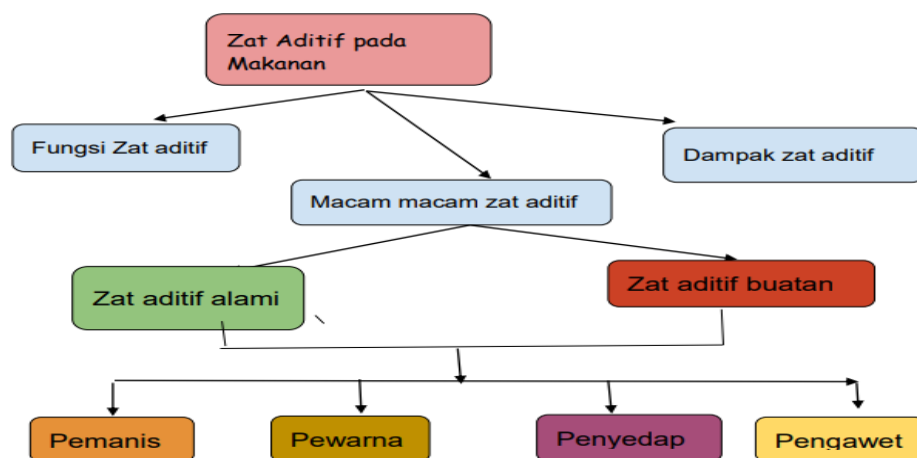 Zat Aditif pada
Makanan
Fungsi Zat aditif
Dampak zat aditif
Macam macam zat aditif
Zat aditif alami
Zat aditif buatan
Pemanis
Pewarna
Penyedap
Pengawet